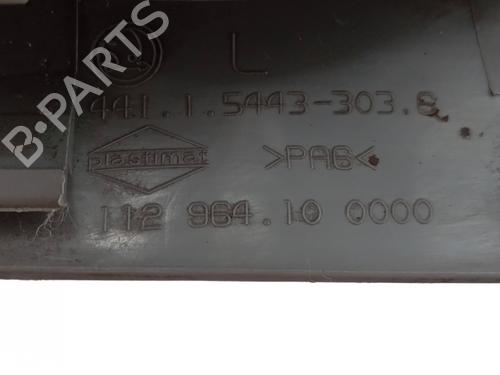 L
441.1.5443-303.8
plastimat >PA6<
112 964.10 0000
B-PARTS